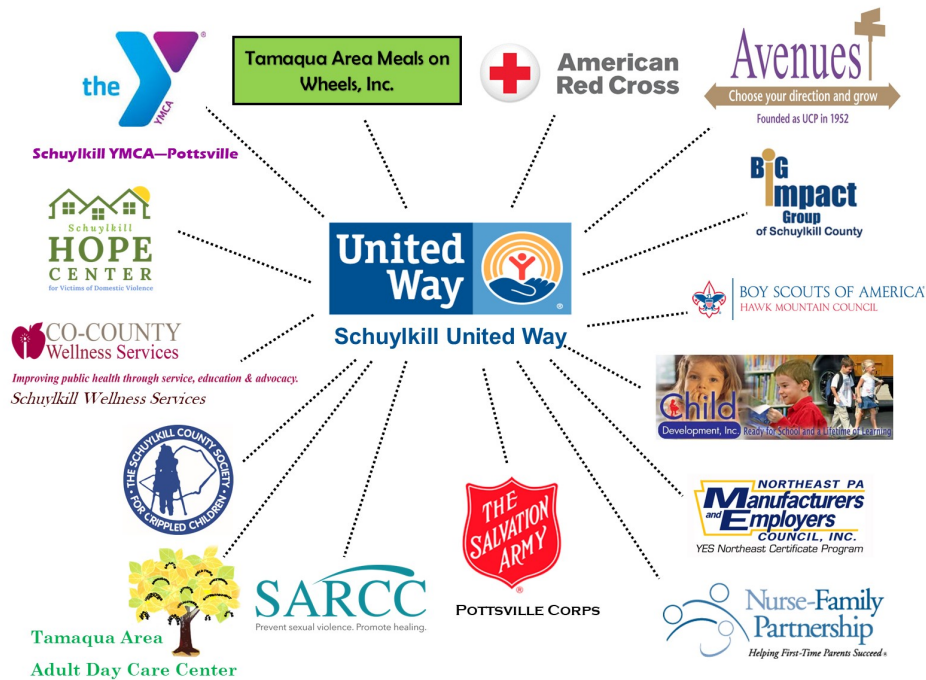 the
YMCA
®
Schuylkill YMCA—Pottsville
Tamaqua Area Meals on
Wheels, Inc.
American
Red Cross
Avenues
Choose your direction and grow
Founded as UCP in 1952
Schuylkill
HOPE
CENTER
for Victims of Domestic Violence
United
Way
®
Schuylkill United Way
BiG
impact
Group
of Schuylkill County
BOY SCOUTS OF AMERICA
HAWK MOUNTAIN COUNCIL
CO-COUNTY
Wellness Services
Improving public health through service, education & advocacy.
Schuylkill Wellness Services
Child
Development, Inc.
Ready for School and a Lifetime of Learning
THE SCHUYLKILL COUNTY SOCIETY
FOR CRIPPLED CHILDREN
THE
SALVATION
ARMY
®
POTTSVILLE CORPS
NORTHEAST PA
Manufacturers
and Employers
COUNCIL, INC.
YES Northeast Certificate Program
Tamaqua Area
Adult Day Care Center
SARCC
Prevent sexual violence. Promote healing.
Nurse-Family
Partnership
Helping First-Time Parents Succeed®